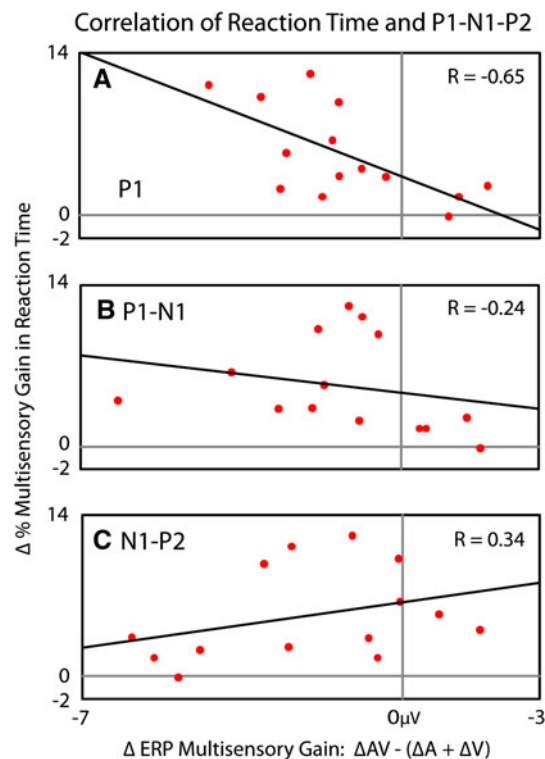 Correlation of Reaction Time and P1-N1-P2
Δ % Multisensory Gain in Reaction Time
14
A
R = -0.65
P1
0
-2
14
B P1-N1
R = -0.24
0
-2
14
C N1-P2
R = 0.34
0
-2
-7
0µV
-3
Δ ERP Multisensory Gain: ΔAV - (ΔA + ΔV)